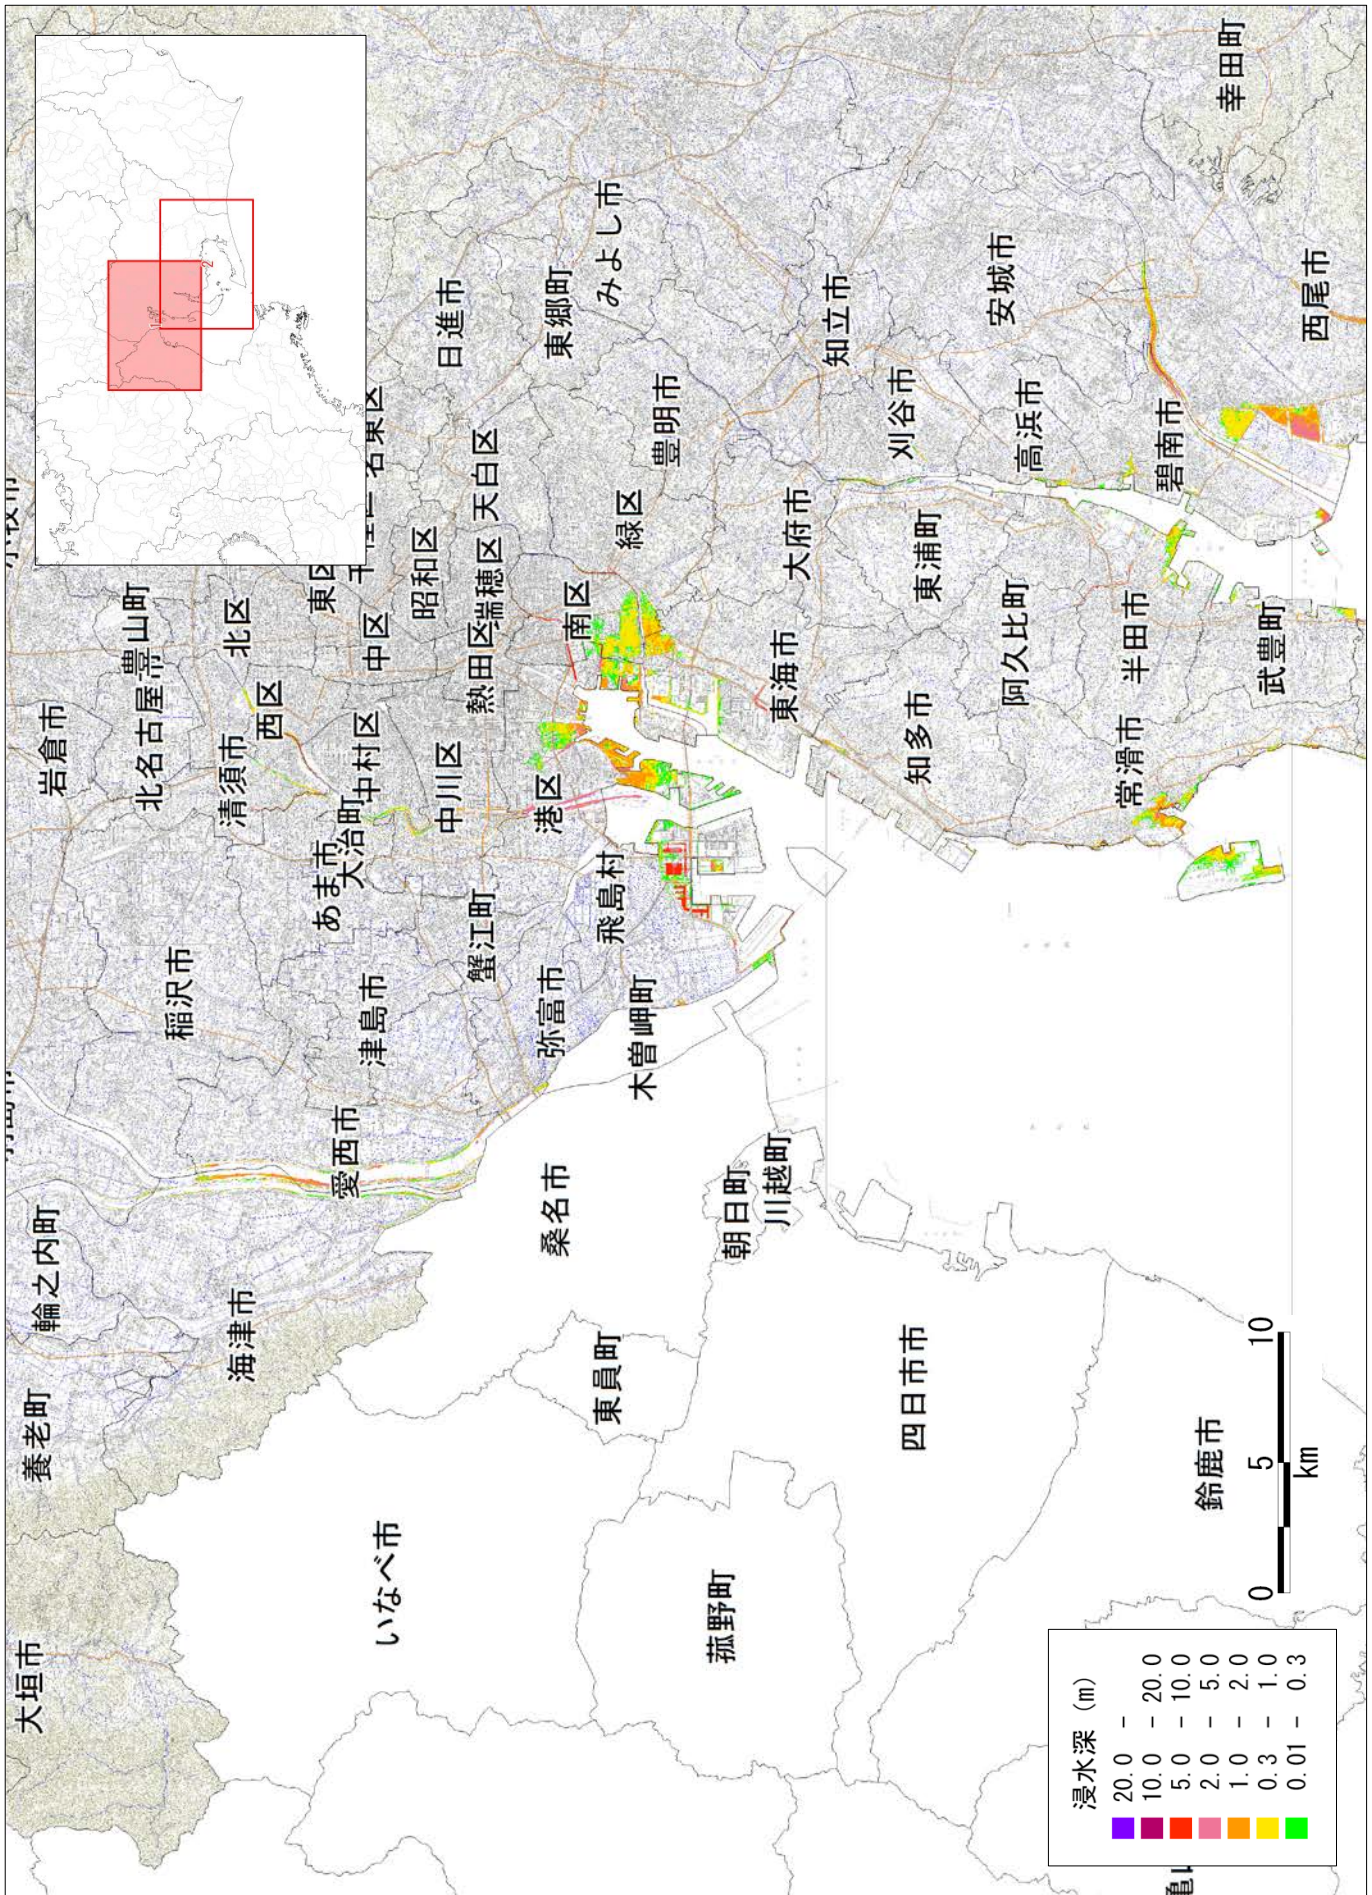 大垣市
養老町
輪之内町
岩倉市
豊山町
北名古屋市
稲沢市
海津市
清須市
北区
西区
東区
中区
あま市
大治町
愛西市
津島市
いなべ市
中村区
昭和区
中川区
日進市
蟹江町
熱田区
瑞穂区
天白区
桑名市
弥富市
港区
東郷町
南区
東員町
飛島村
みよし市
木曽岬町
緑区
豊明市
菰野町
朝日町
川越町
東海市
大府市
知立市
四日市市
知多市
刈谷市
東浦町
阿久比町
安城市
高浜市
常滑市
半田市
碧南市
鈴鹿市
幸田町
武豊町
西尾市
浸水深 (m)
20.0 -
10.0 - 20.0
5.0 - 10.0
2.0 - 5.0
1.0 - 2.0
0.3 - 1.0
0.01 - 0.3
0 5 10
km
1
2